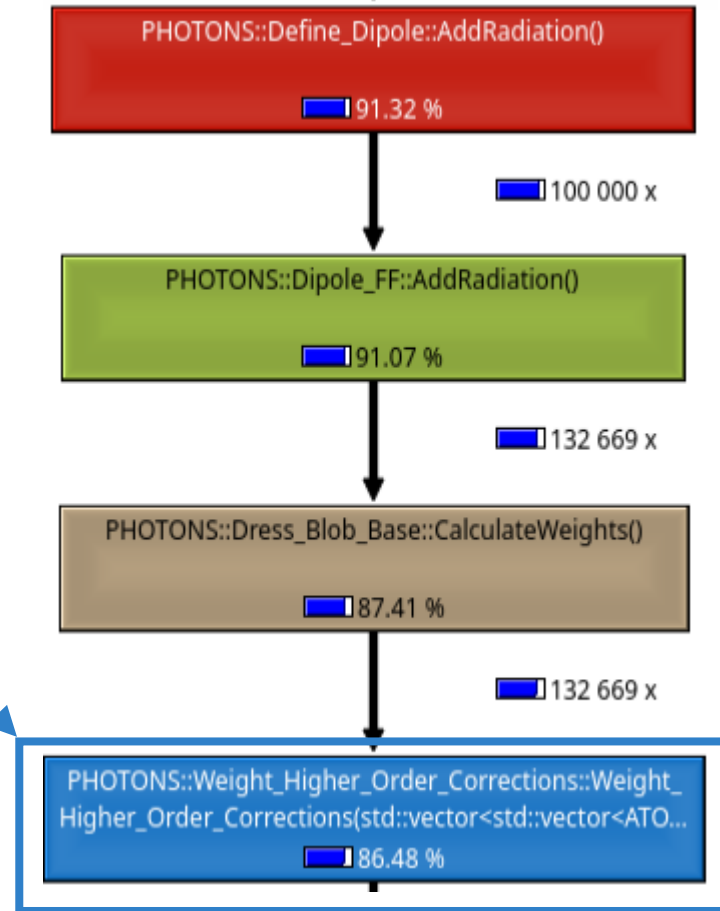 PHOTONS::Define_Dipole::AddRadiation()
91.32 %
100 000 x
PHOTONS::Dipole_FF::AddRadiation()
91.07 %
132 669 x
PHOTONS::Dress_Blob_Base::CalculateWeights()
87.41 %
132 669 x
PHOTONS::Weight_Higher_Order_Corrections::Weight_
Higher_Order_Corrections(std::vector<std::vector<ATO...
86.48 %